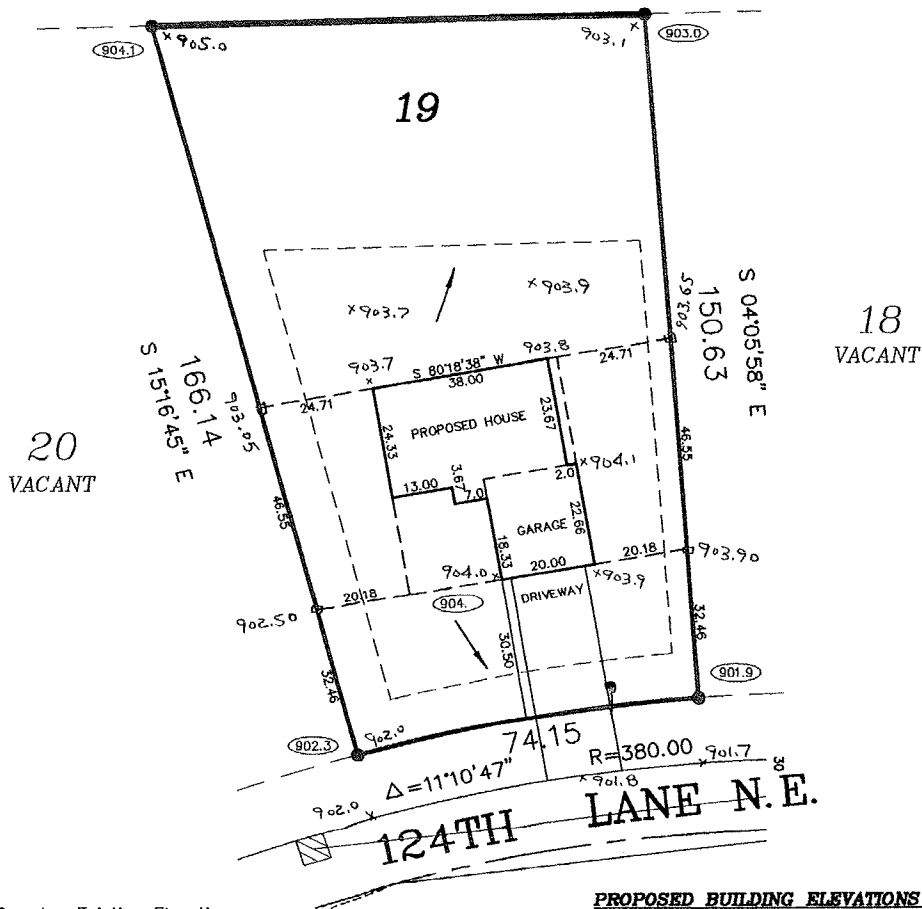 904.1
x 905.0
903.1 x
903.0
19
S 04°05'58" E
150.63
903.65
18
VACANT
x 903.7
x 903.9
903.7
x
S 80°18'38" W
38.00
903.8
24.71
24.71
166.14
S 15°16'45" E
903.05
20
VACANT
24.33
PROPOSED HOUSE
23.67
13.00
3.67
7.0
2.0
x 904.1
46.55
46.55
18.33
GARAGE
22.66
904.0 x
20.00
20.18
903.90
x 903.9
DRIVEWAY
20.18
902.50
904.
30.50
32.46
32.46
901.9
902.3
902.0
74.15
R=380.00
Δ=11°10'47"
x 901.7
30
x 901.8
902.0 x
124TH LANE N.E.
PROPOSED BUILDING ELEVATIONS